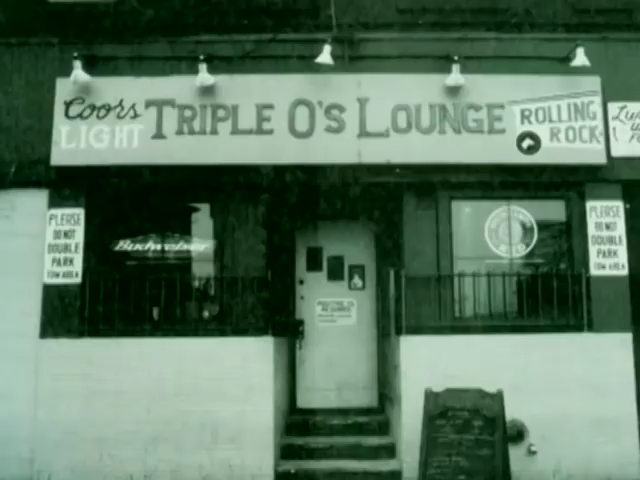 Coors
LIGHT
TRIPLE O'S LOUNGE
ROLLING
ROCK
PLEASE
DO NOT
DOUBLE
PARK
TOW AREA
Budweiser
PLEASE
DO NOT
DOUBLE
PARK
TOW AREA